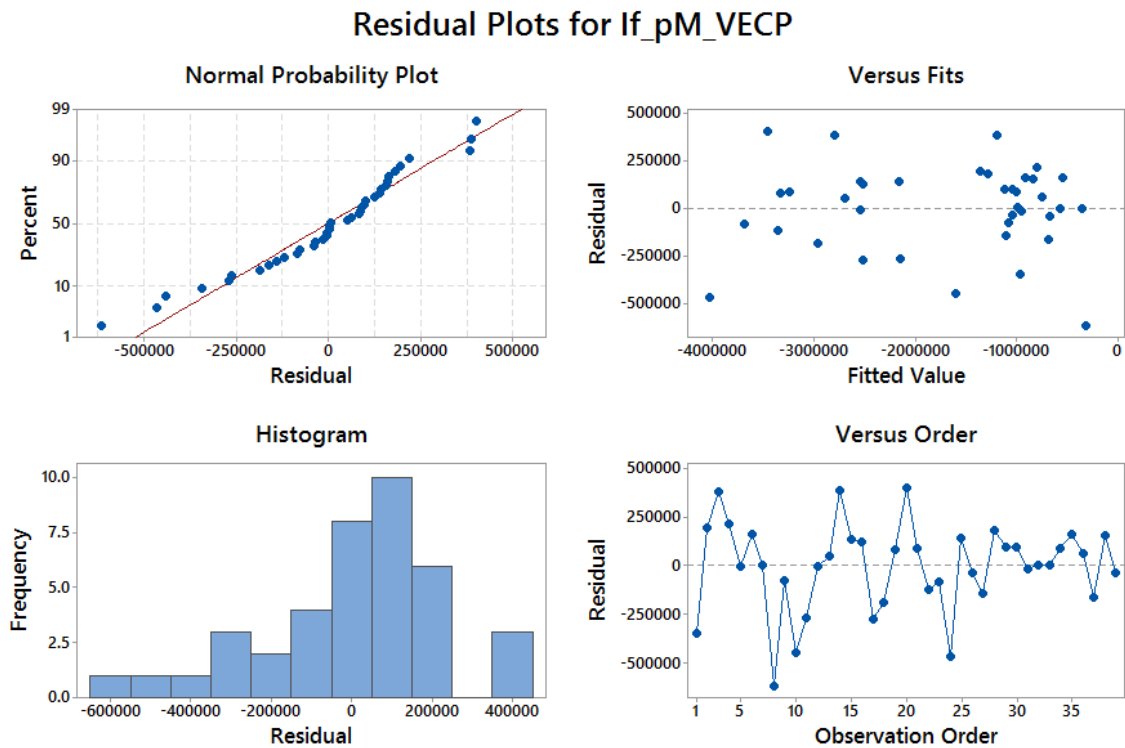 Residual Plots for If_pM_VECP
Normal Probability Plot
99
90
50
10
1
Percent
-500000 -250000 0 250000 500000
Residual
Versus Fits
500000
250000
0
-250000
-500000
Residual
-4000000 -3000000 -2000000 -1000000 0
Fitted Value
Histogram
10.0
7.5
5.0
2.5
0.0
Frequency
-600000 -400000 -200000 0 200000 400000
Residual
Versus Order
500000
250000
0
-250000
-500000
Residual
1 5 10 15 20 25 30 35
Observation Order